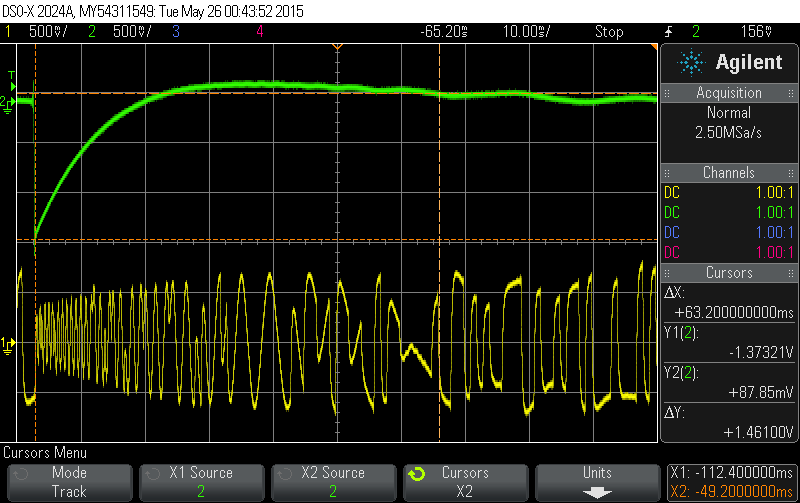 DSO-X 2024A, MY54311549: Tue May 26 00:43:52 2015
1 500mV/ 2 500mV/ 3 4 -65.20ms 10.00ms/ Stop 2 156mV
Agilent
Acquisition
Normal
2.50MSa/s
Channels
DC 1.00:1
DC 1.00:1
DC 1.00:1
DC 1.00:1
Cursors
ΔX:
+63.200000000ms
Y1(2):
-1.37321V
Y2(2):
+87.85mV
ΔY:
+1.46100V
T
2
1
Cursors Menu
Mode
Track
X1 Source
2
X2 Source
2
Cursors
X2
Units
X1: -112.400000ms
X2: -49.2000000ms